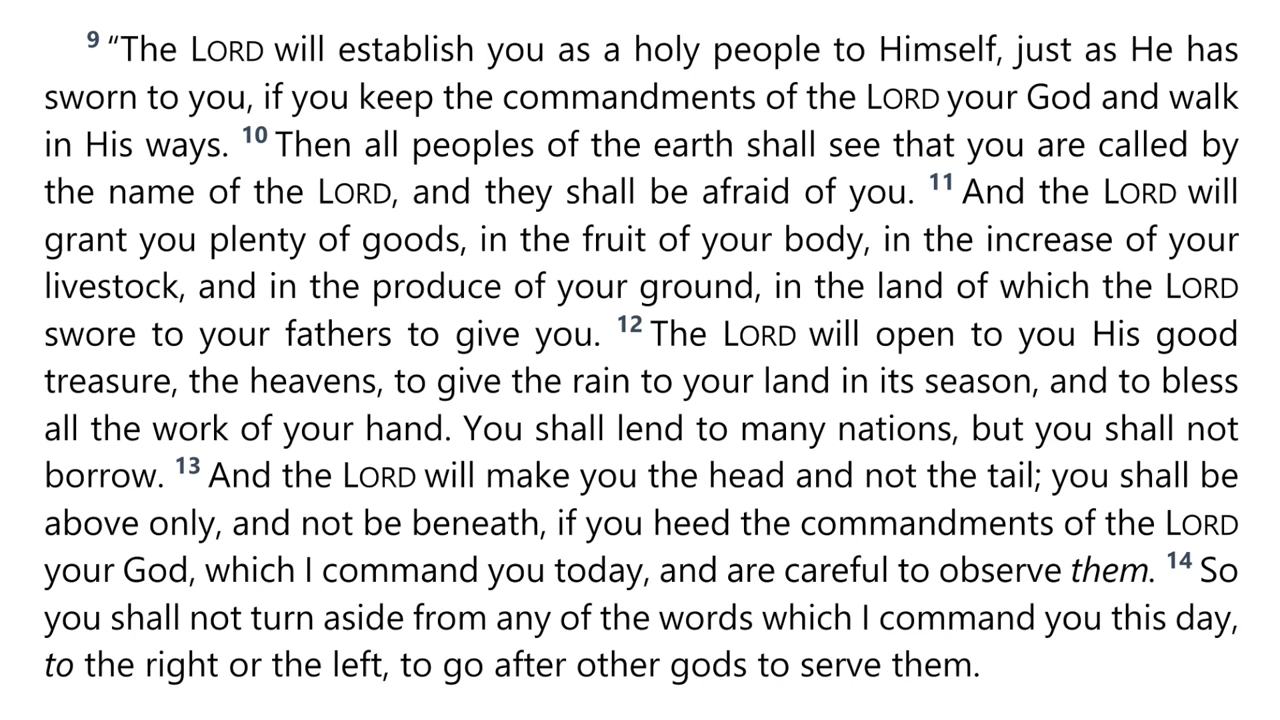 9 “The LORD will establish you as a holy people to Himself, just as He has
sworn to you, if you keep the commandments of the LORD your God and walk
in His ways. 10 Then all peoples of the earth shall see that you are called by
the name of the LORD, and they shall be afraid of you. 11 And the LORD will
grant you plenty of goods, in the fruit of your body, in the increase of your
livestock, and in the produce of your ground, in the land of which the LORD
swore to your fathers to give you. 12 The LORD will open to you His good
treasure, the heavens, to give the rain to your land in its season, and to bless
all the work of your hand. You shall lend to many nations, but you shall not
borrow. 13 And the LORD will make you the head and not the tail; you shall be
above only, and not be beneath, if you heed the commandments of the LORD
your God, which I command you today, and are careful to observe them. 14 So
you shall not turn aside from any of the words which I command you this day,
to the right or the left, to go after other gods to serve them.